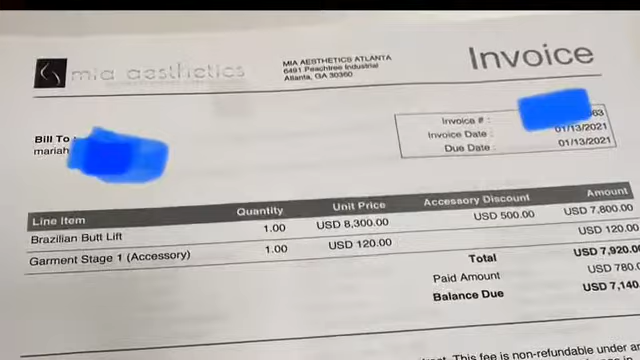 mia aesthetics
MIA AESTHETICS ATLANTA
6491 Peachtree Industrial
Atlanta, GA 30360
Invoice
Bill To
mariah
Invoice # : 63
Invoice Date : 01/13/2021
Due Date : 01/13/2021
Line Item Quantity Unit Price Accessory Discount Amount
Brazilian Butt Lift 1.00 USD 8,300.00 USD 500.00 USD 7,800.00
Garment Stage 1 (Accessory) 1.00 USD 120.00 USD 120.00
Total USD 7,920.00
Paid Amount USD 780.0
Balance Due USD 7,140.
This fee is non-refundable under